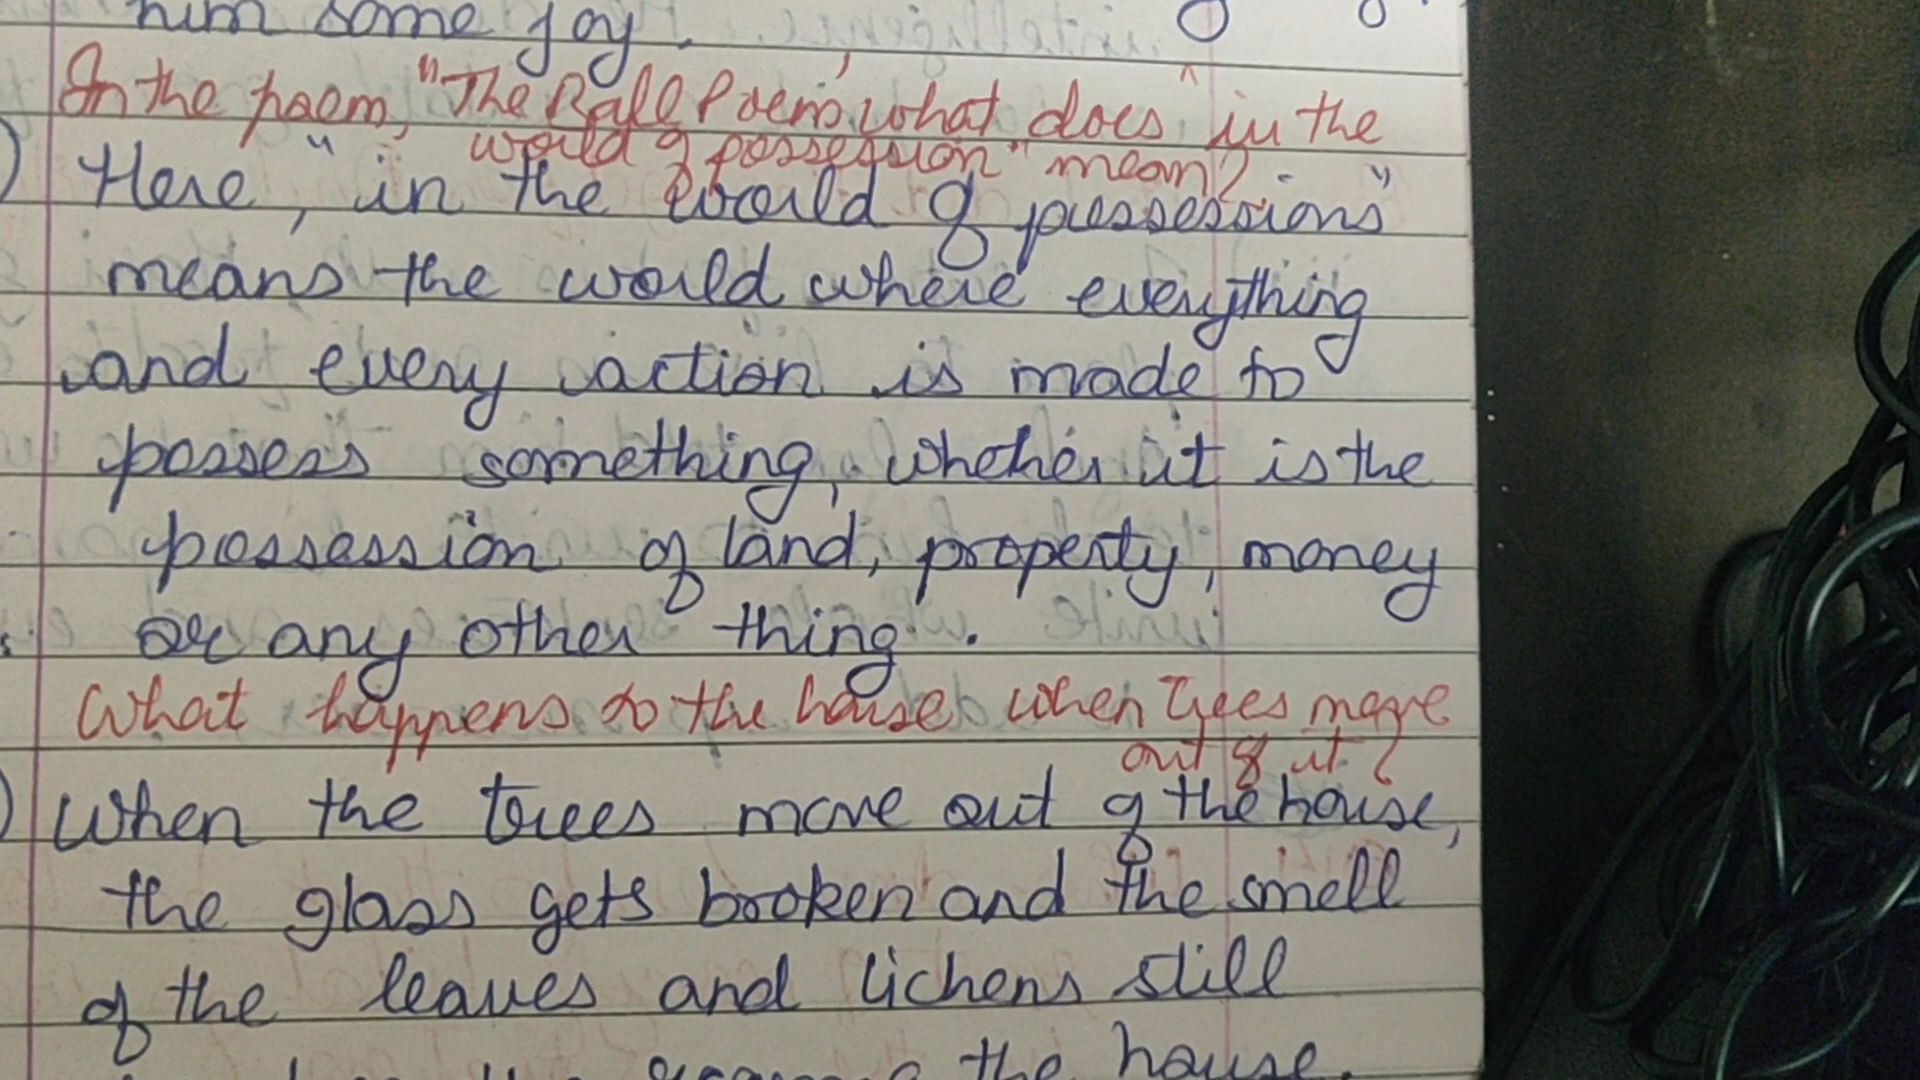 him some joy.
In the poem, "The Ball Poem, what does "in the
world of possession" mean?
Here, "in the world of possessions"
means the world where everything
and every action is made to
possess something, whether it is the
possession of land, property, money
or any other thing.
What happens to the house when trees move
out of it?
When the trees move out of the house,
the glass gets broken and the smell
of the leaves and lichens still
the house.